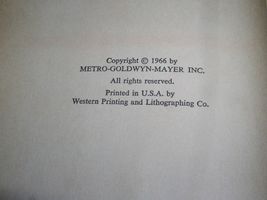 Copyright © 1966 by
METRO-GOLDWYN-MAYER INC.
All rights reserved.
Printed in U.S.A. by
Western Printing and Lithographing Co.